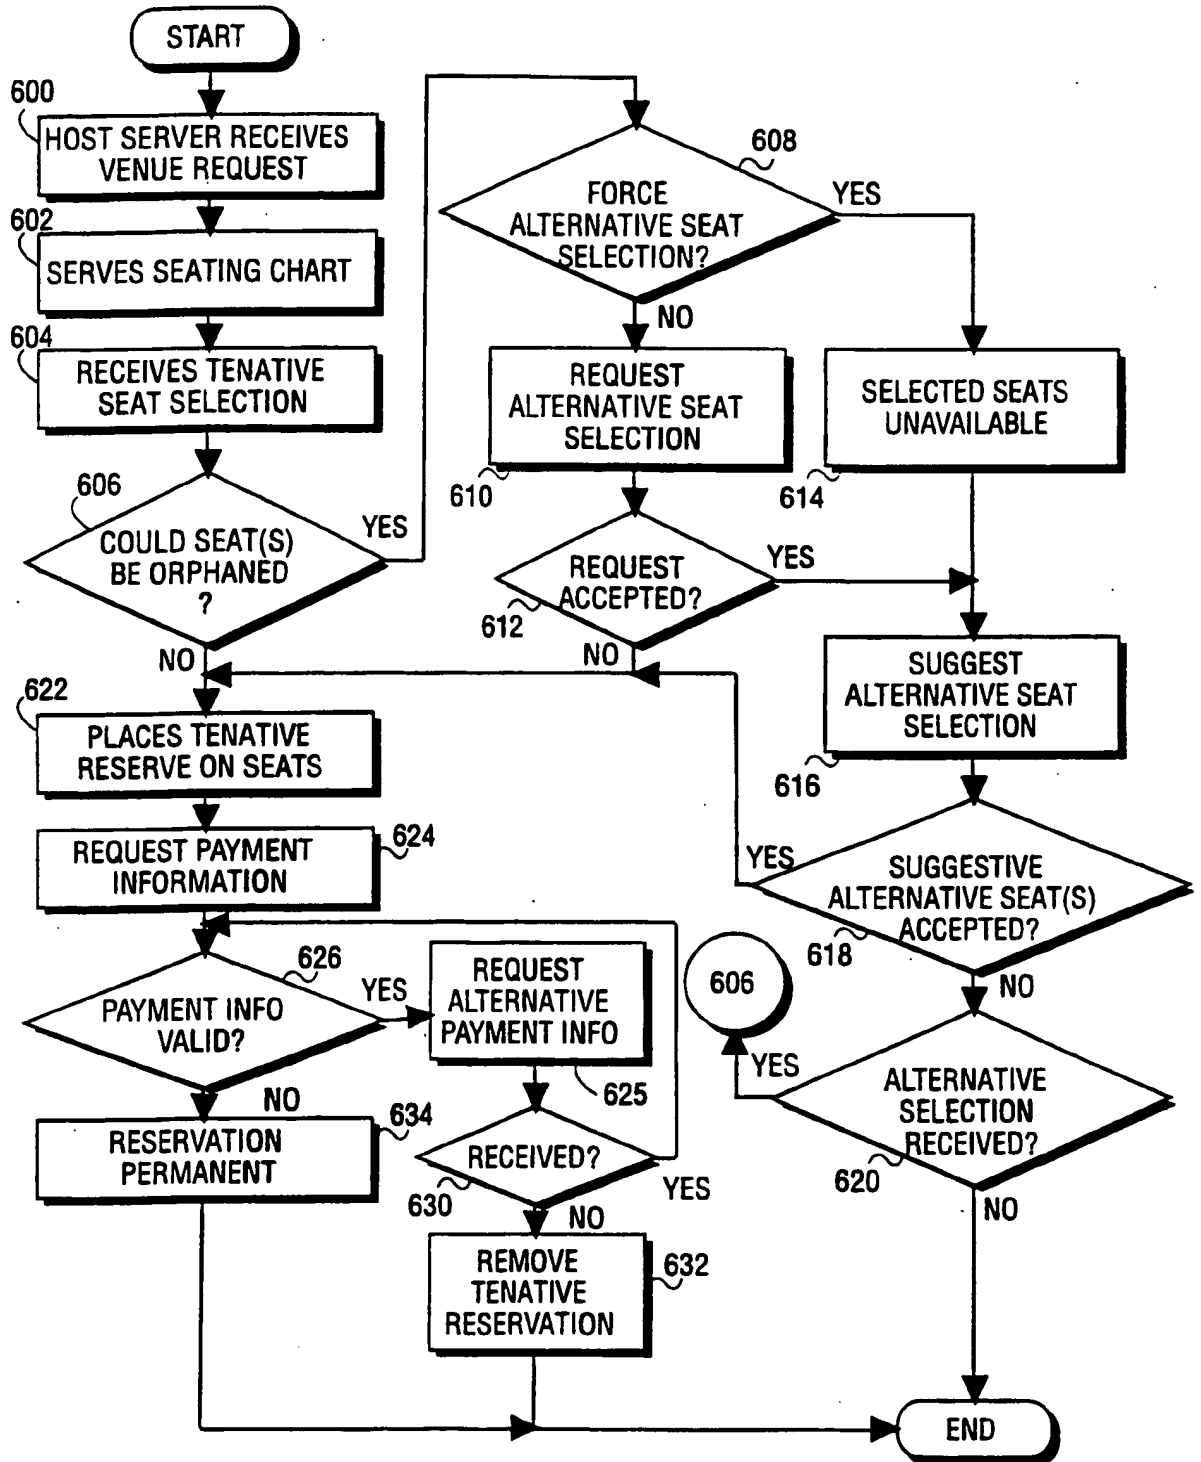 START
600
HOST SERVER RECEIVES
VENUE REQUEST
602
SERVES SEATING CHART
604
RECEIVES TENATIVE
SEAT SELECTION
606
COULD SEAT(S)
BE ORPHANED
?
YES
NO
608
FORCE
ALTERNATIVE SEAT
SELECTION?
YES
NO
REQUEST
ALTERNATIVE SEAT
SELECTION
610
SELECTED SEATS
UNAVAILABLE
614
REQUEST
ACCEPTED?
612
YES
NO
SUGGEST
ALTERNATIVE SEAT
SELECTION
616
SUGGESTIVE
ALTERNATIVE SEAT(S)
ACCEPTED?
618
YES
NO
606
YES
ALTERNATIVE
SELECTION
RECEIVED?
620
NO
622
PLACES TENATIVE
RESERVE ON SEATS
624
REQUEST PAYMENT
INFORMATION
626
PAYMENT INFO
VALID?
YES
NO
REQUEST
ALTERNATIVE
PAYMENT INFO
625
634
RESERVATION
PERMANENT
RECEIVED?
630
YES
NO
632
REMOVE
TENATIVE
RESERVATION
END